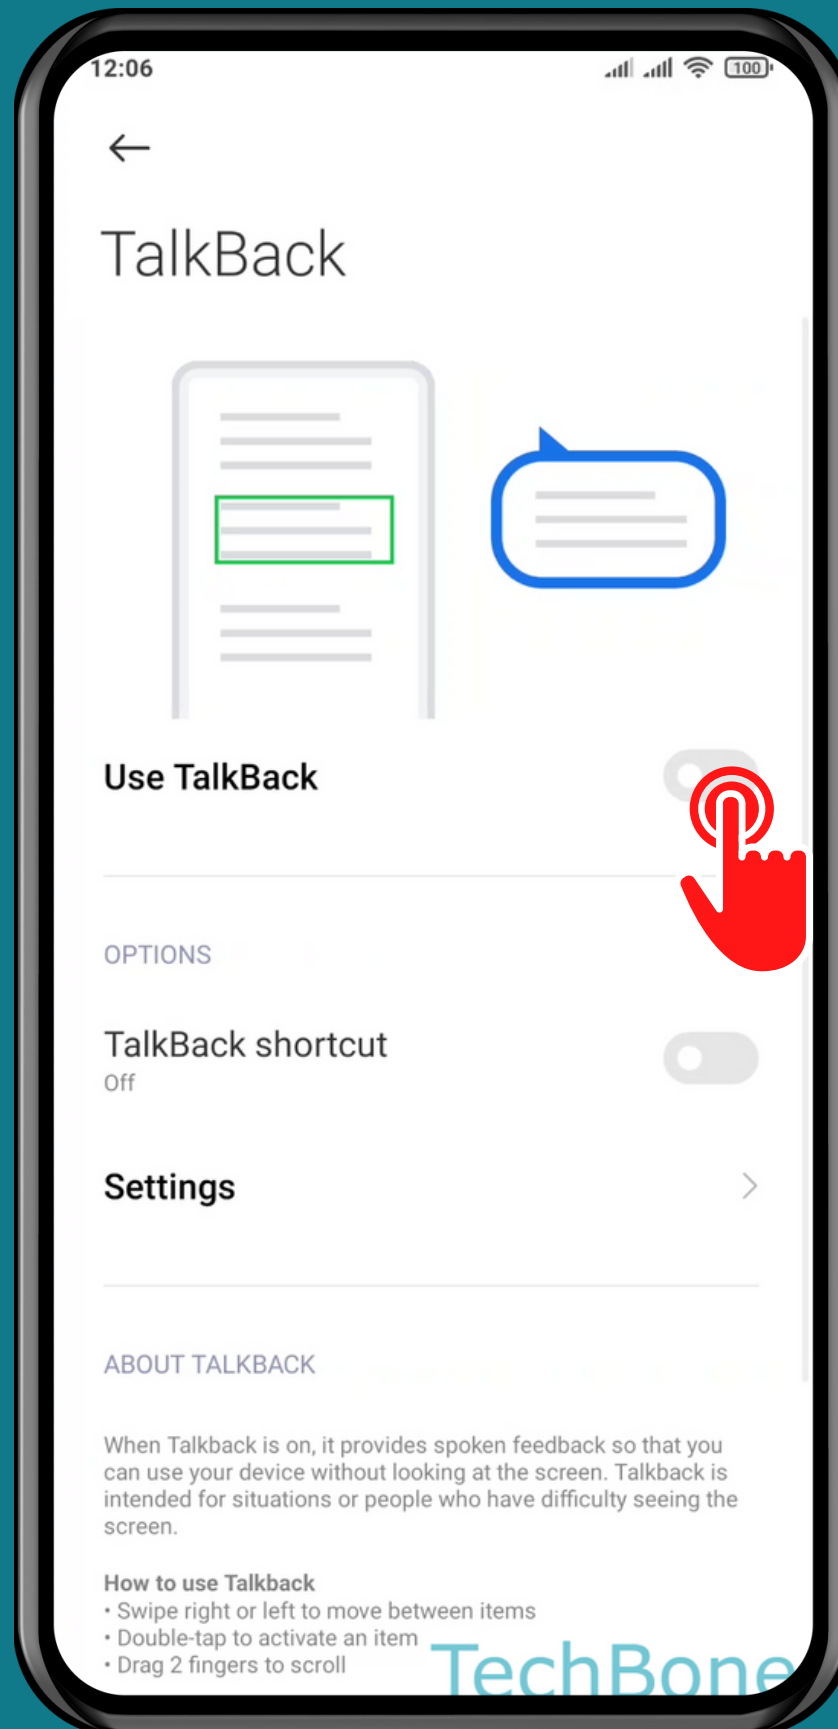 12:06
100
TalkBack
Use TalkBack
OPTIONS
TalkBack shortcut
Off
Settings
ABOUT TALKBACK
When Talkback is on, it provides spoken feedback so that you
can use your device without looking at the screen. Talkback is
intended for situations or people who have difficulty seeing the
screen.
How to use Talkback
• Swipe right or left to move between items
• Double-tap to activate an item
• Drag 2 fingers to scroll
TechBone